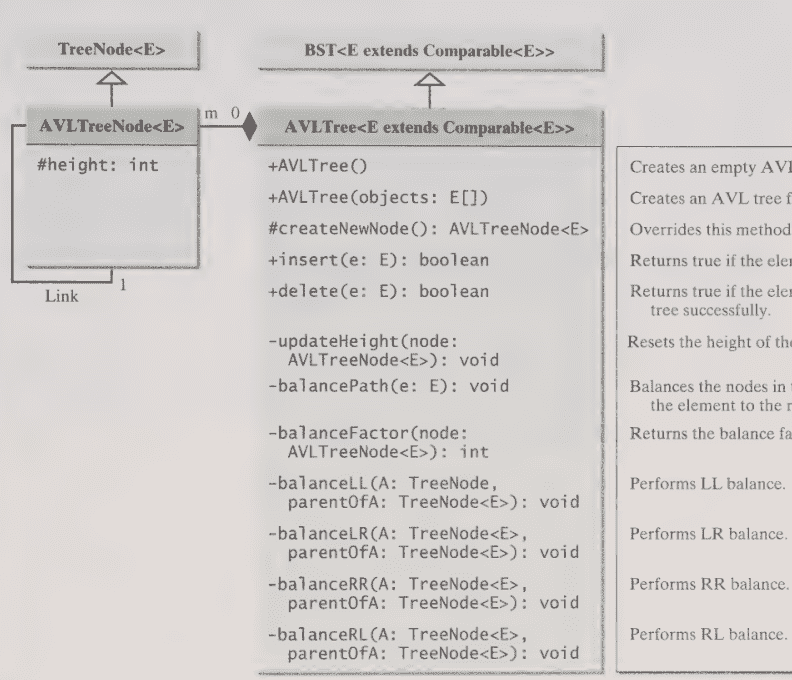 TreeNode<E>
BST<E extends Comparable<E>>
AVLTreeNode<E>
m 0
AVLTree<E extends Comparable<E>>
#height: int
1
Link
+AVLTree()
+AVLTree(objects: E[])
#createNewNode(): AVLTreeNode<E>
+insert(e: E): boolean
+delete(e: E): boolean
-updateHeight(node:
AVLTreeNode<E>): void
-balancePath(e: E): void
-balanceFactor(node:
AVLTreeNode<E>): int
-balanceLL(A: TreeNode,
parentOfA: TreeNode<E>): void
-balanceLR(A: TreeNode<E>,
parentOfA: TreeNode<E>): void
-balanceRR(A: TreeNode<E>,
parentOfA: TreeNode<E>): void
-balanceRL(A: TreeNode<E>,
parentOfA: TreeNode<E>): void
Creates an empty AVL
Creates an AVL tree f
Overrides this method
Returns true if the elem
Returns true if the elem
tree successfully.
Resets the height of the
Balances the nodes in
the element to the r
Returns the balance fa
Performs LL balance.
Performs LR balance.
Performs RR balance.
Performs RL balance.